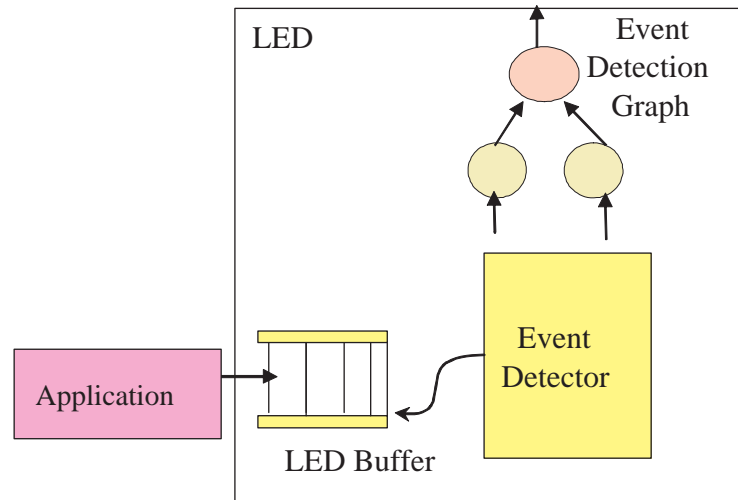 LED
Event
Detection
Graph
Event
Detector
Application
LED Buffer